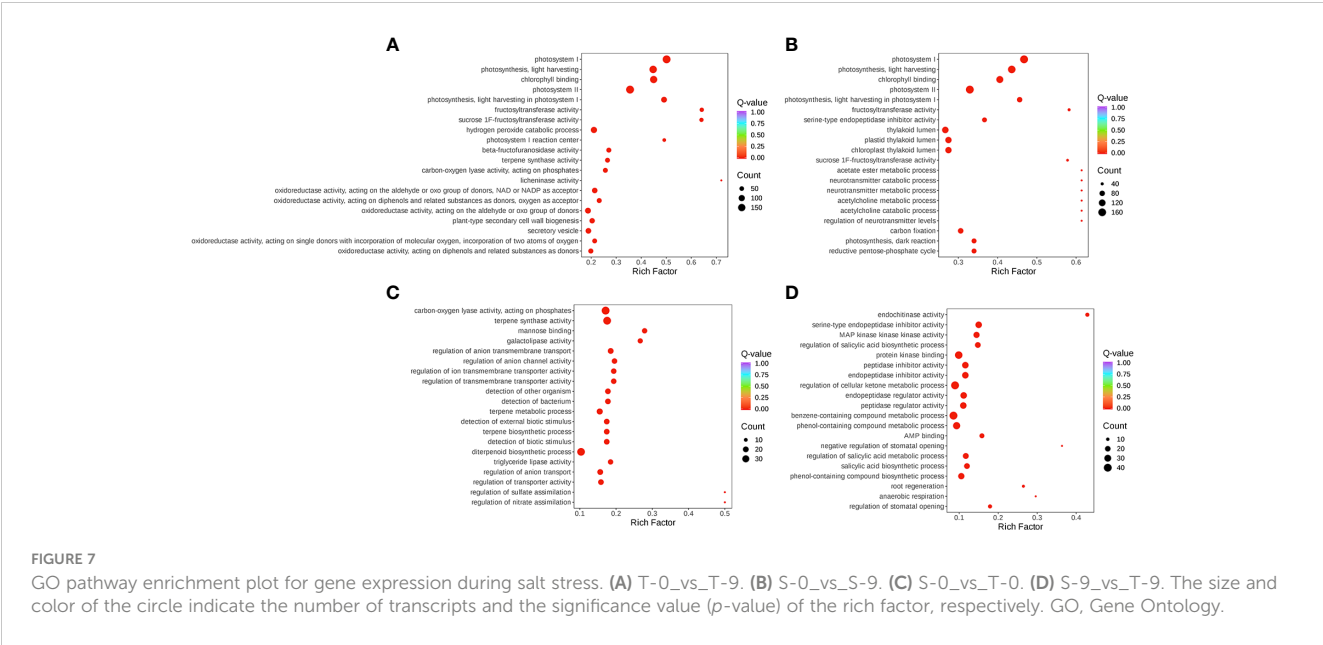 A
photosystem I
photosynthesis, light harvesting
chlorophyll binding
photosystem II
photosynthesis, light harvesting in photosystem I
fructosyltransferase activity
sucrose 1F-fructosyltransferase activity
hydrogen peroxide catabolic process
photosystem I reaction center
beta-fructofuranosidase activity
terpene synthase activity
carbon-oxygen lyase activity, acting on phosphates
licheninase activity
oxidoreductase activity, acting on the aldehyde or oxo group of donors, NAD or NADP as acceptor
oxidoreductase activity, acting on diphenols and related substances as donors, oxygen as acceptor
oxidoreductase activity, acting on the aldehyde or oxo group of donors
plant-type secondary cell wall biogenesis
secretory vesicle
oxidoreductase activity, acting on single donors with incorporation of molecular oxygen, incorporation of two atoms of oxygen
oxidoreductase activity, acting on diphenols and related substances as donors
0.2 0.3 0.4 0.5 0.6 0.7
Rich Factor
Q-value
1.00
0.75
0.50
0.25
0.00
Count
50
100
150
B
photosystem I
photosynthesis, light harvesting
chlorophyll binding
photosystem II
photosynthesis, light harvesting in photosystem I
fructosyltransferase activity
serine-type endopeptidase inhibitor activity
thylakoid lumen
plastid thylakoid lumen
chloroplast thylakoid lumen
sucrose 1F-fructosyltransferase activity
acetate ester metabolic process
neurotransmitter catabolic process
neurotransmitter metabolic process
acetylcholine metabolic process
acetylcholine catabolic process
regulation of neurotransmitter levels
carbon fixation
photosynthesis, dark reaction
reductive pentose-phosphate cycle
0.3 0.4 0.5 0.6
Rich Factor
Q-value
1.00
0.75
0.50
0.25
0.00
Count
40
80
120
160
C
carbon-oxygen lyase activity, acting on phosphates
terpene synthase activity
mannose binding
galactolipase activity
regulation of anion transmembrane transport
regulation of anion channel activity
regulation of ion transmembrane transporter activity
regulation of transmembrane transporter activity
detection of other organism
detection of bacterium
terpene metabolic process
detection of external biotic stimulus
terpene biosynthetic process
detection of biotic stimulus
diterpenoid biosynthetic process
triglyceride lipase activity
regulation of anion transport
regulation of transporter activity
regulation of sulfate assimilation
regulation of nitrate assimilation
0.1 0.2 0.3 0.4 0.5
Rich Factor
Q-value
1.00
0.75
0.50
0.25
0.00
Count
10
20
30
D
endochitinase activity
serine-type endopeptidase inhibitor activity
MAP kinase kinase kinase activity
regulation of salicylic acid biosynthetic process
protein kinase binding
peptidase inhibitor activity
endopeptidase inhibitor activity
regulation of cellular ketone metabolic process
endopeptidase regulator activity
peptidase regulator activity
benzene-containing compound metabolic process
phenol-containing compound metabolic process
AMP binding
negative regulation of stomatal opening
regulation of salicylic acid metabolic process
salicylic acid biosynthetic process
phenol-containing compound biosynthetic process
root regeneration
anaerobic respiration
regulation of stomatal opening
0.1 0.2 0.3 0.4
Rich Factor
Q-value
1.00
0.75
0.50
0.25
0.00
Count
10
20
30
40
FIGURE 7
GO pathway enrichment plot for gene expression during salt stress. (A) T-0_vs_T-9. (B) S-0_vs_S-9. (C) S-0_vs_T-0. (D) S-9_vs_T-9. The size and
color of the circle indicate the number of transcripts and the significance value (p-value) of the rich factor, respectively. GO, Gene Ontology.